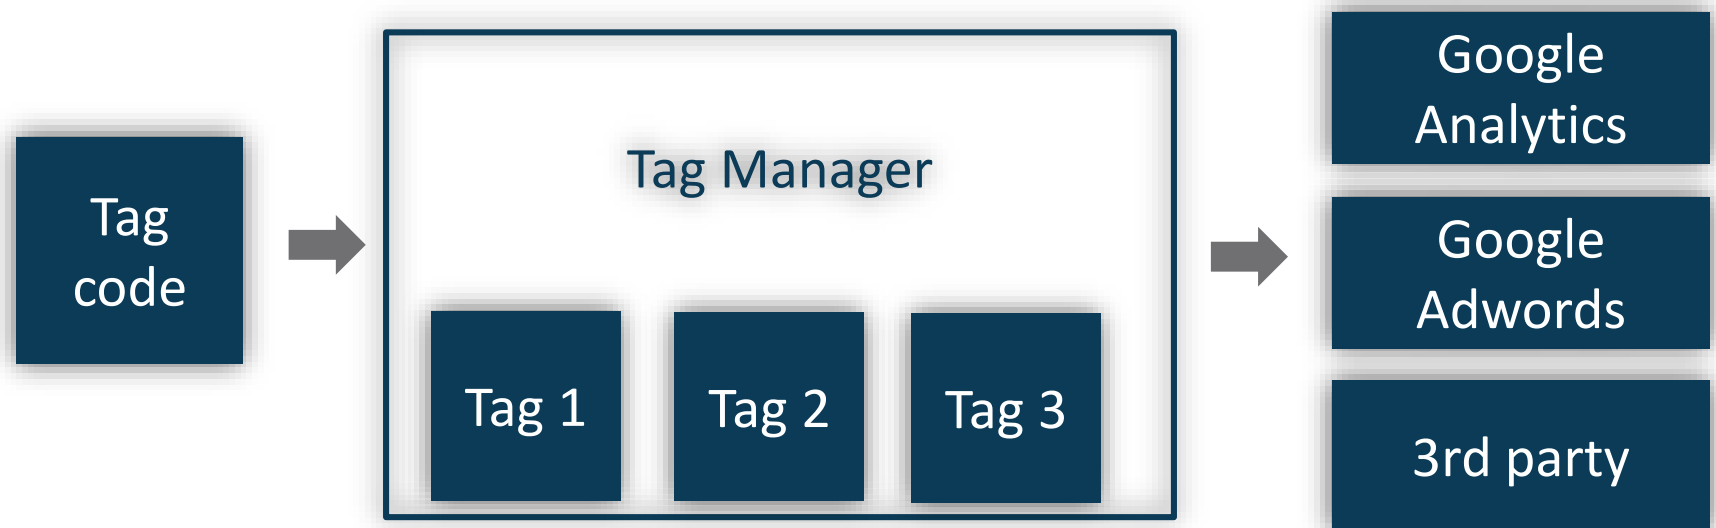 Tag
code
Tag Manager
Tag 1
Tag 2
Tag 3
Google
Analytics
Google
Adwords
3rd party